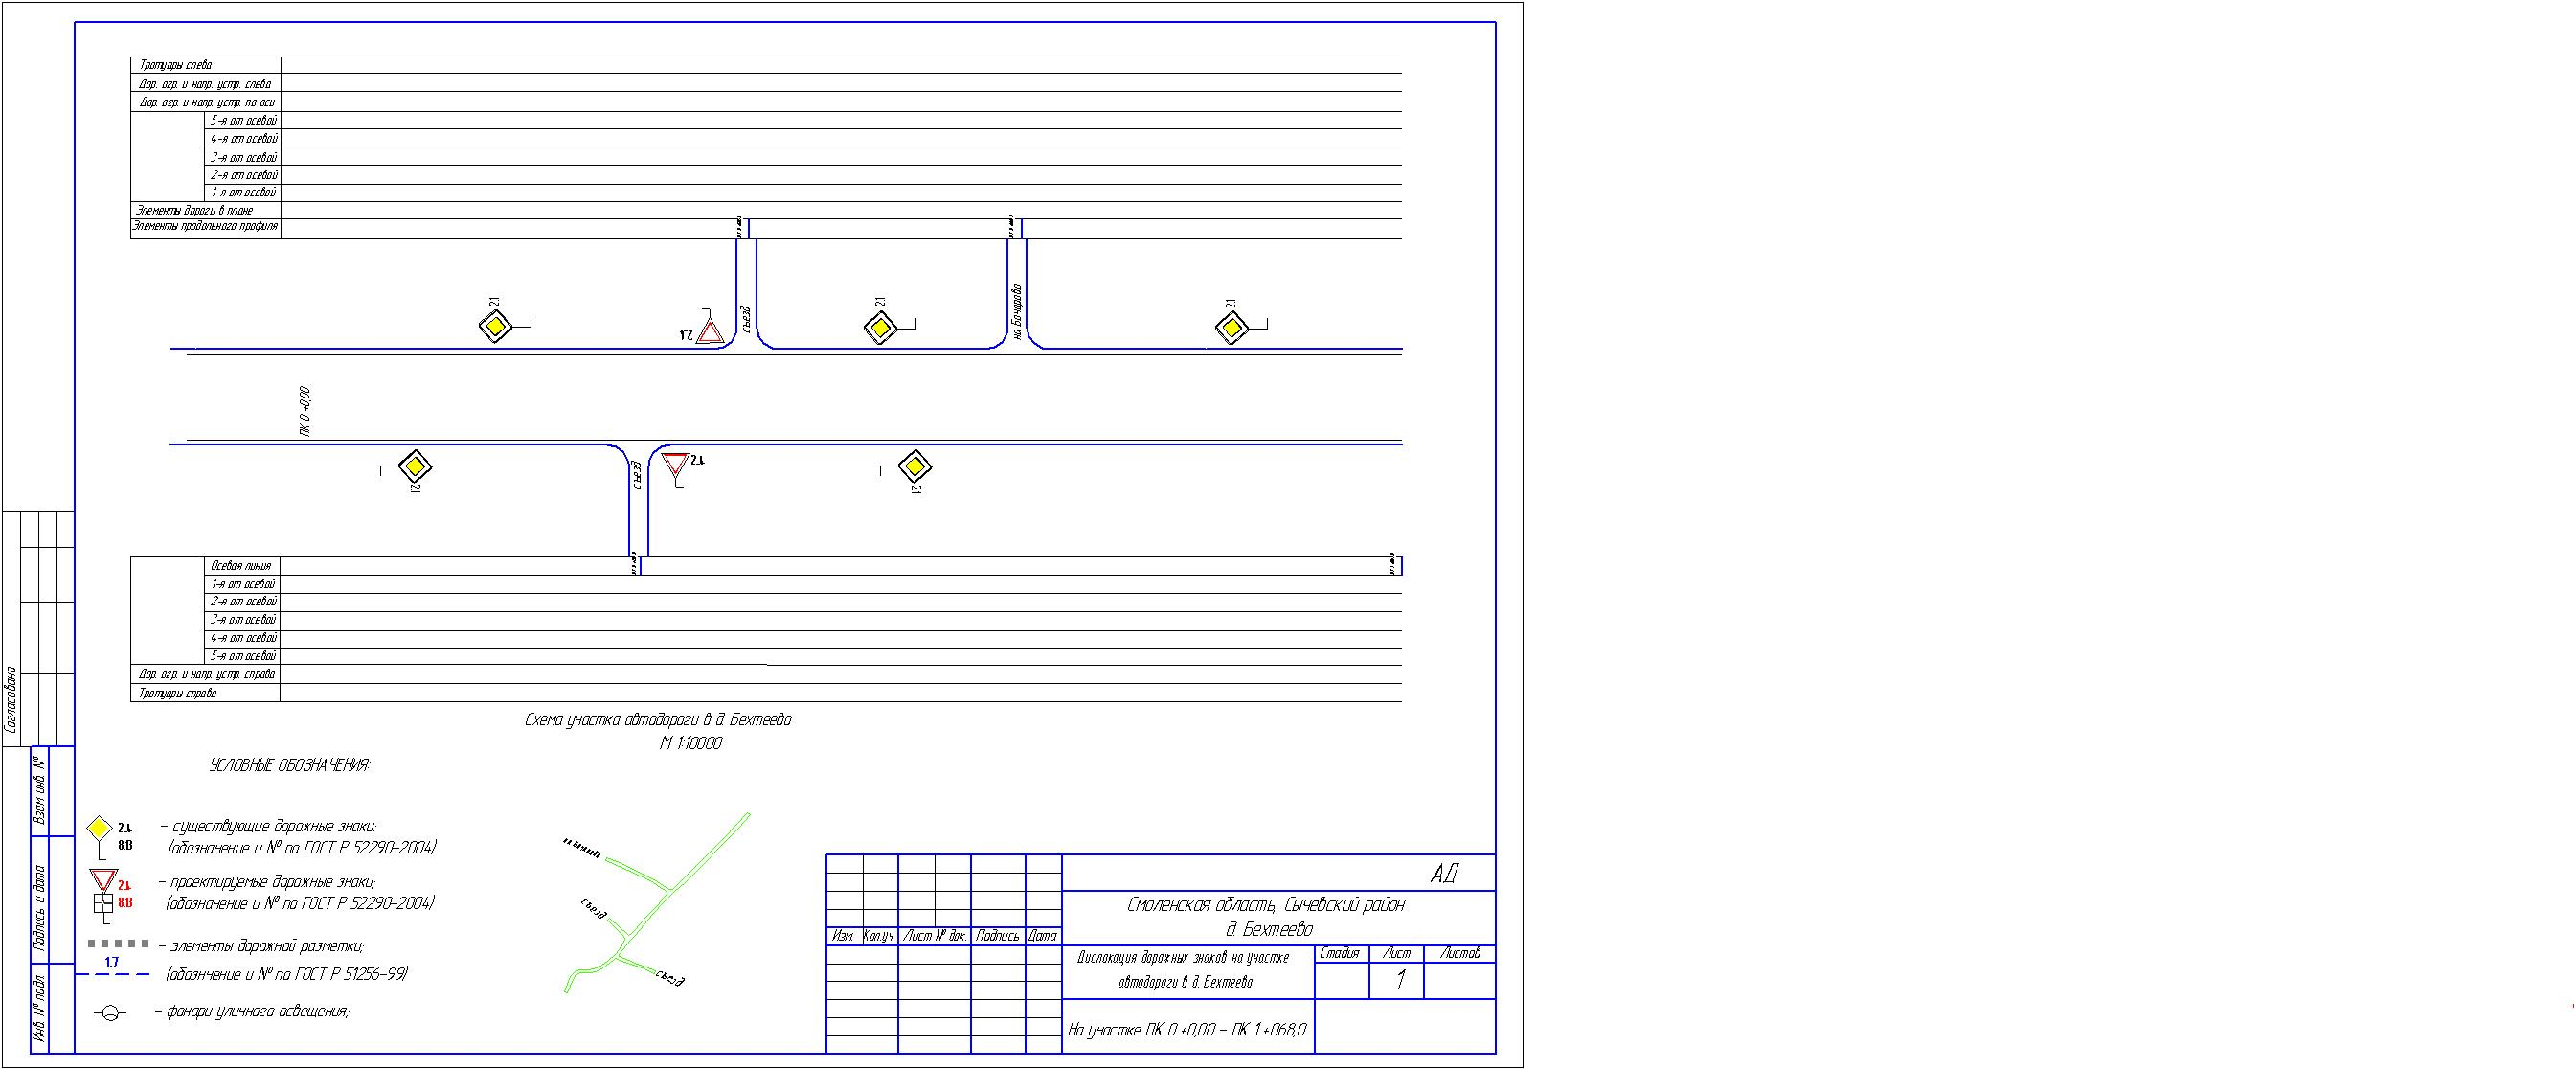 Тротуары слева
Дор. огр. и напр. устр. слева
Дор. огр. и напр. устр. по оси
5-я от осевой
4-я от осевой
3-я от осевой
2-я от осевой
1-я от осевой
Элементы дороги в плане
Элементы продольного профиля
2.1
2.4
съезд
2.1
на Бочарово
2.1
ПК 0 +0,00
2.1
съезд
2.4
2.1
Осевая линия
1-я от осевой
2-я от осевой
3-я от осевой
4-я от осевой
5-я от осевой
Дор. огр. и напр. устр. справа
Тротуары справа
Схема участка автодороги в д. Бехтеево
М 1:10000
УСЛОВНЫЕ ОБОЗНАЧЕНИЯ:
2.4
8.13
- существующие дорожные знаки;
(обозначение и № по ГОСТ Р 52290-2004)
2.4
8.13
- проектируемые дорожные знаки;
(обозначение и № по ГОСТ Р 52290-2004)
- элементы дорожной разметки;
1.7
(обознчение и № по ГОСТ Р 51256-99)
- фонари уличного освещения;
съезд
съезд
Согласовано
Взам. инв. №
Подпись и дата
Инв. № подл.
Изм.
Кол.уч.
Лист
№ док.
Подпись
Дата
АД
Смоленская область, Сычевский район
д. Бехтеево
Дислокация дорожных знаков на участке
автодороги в д. Бехтеево
Стадия
Лист
Листов
1
На участке ПК 0 +0,00 - ПК 1 +068,0